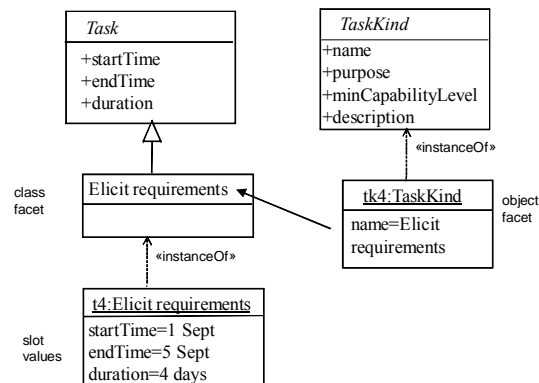 Task
+startTime
+endTime
+duration
TaskKind
+name
+purpose
+minCapabilityLevel
+description
«instanceOf»
class
facet
Elicit requirements
tk4:TaskKind
name=Elicit
requirements
object
facet
«instanceOf»
t4:Elicit requirements
startTime=1 Sept
endTime=5 Sept
duration=4 days
slot
values